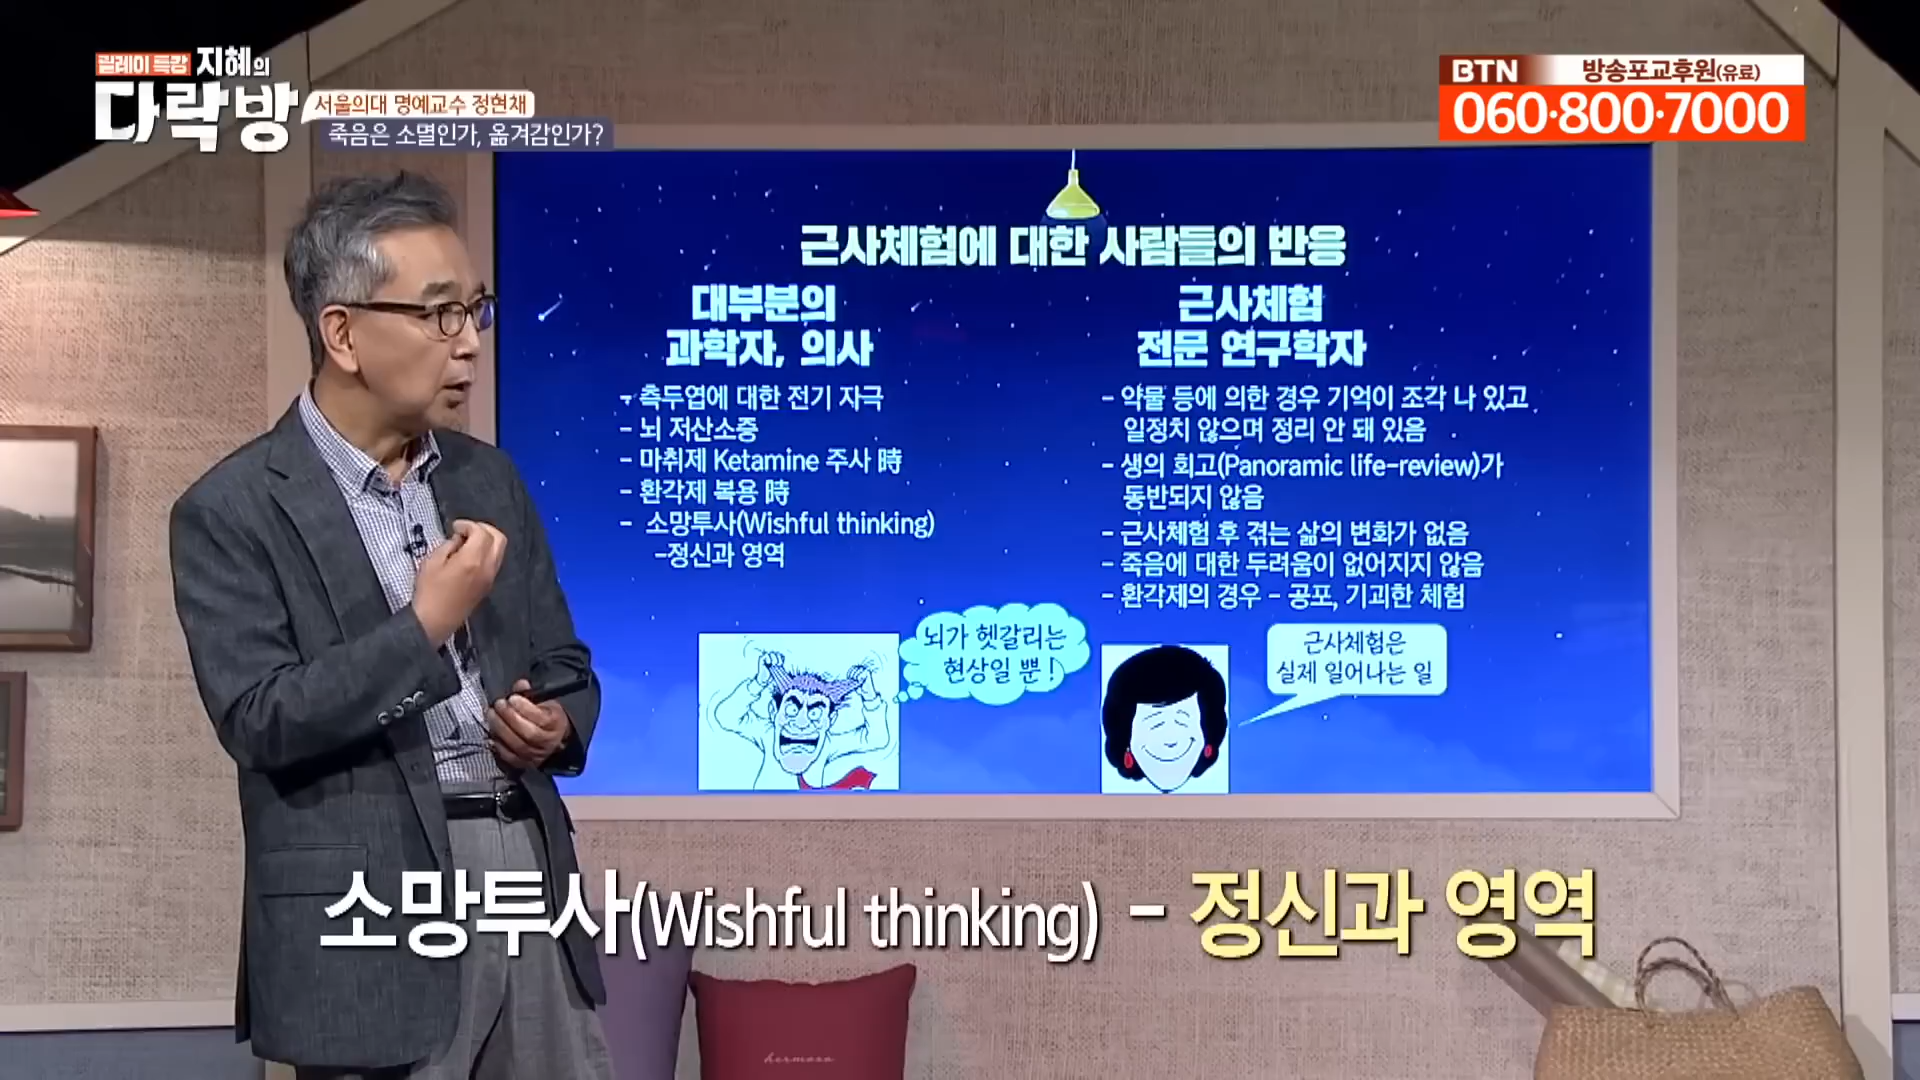 릴레이 특강 지혜의
다락방
서울의대 명예교수 정현채
죽음은 소멸인가, 옮겨감인가?
BTN 방송포교후원(유료)
060·800·7000
근사체험에 대한 사람들의 반응
대부분의
과학자, 의사
- 측두엽에 대한 전기 자극
- 뇌 저산소증
- 마취제 Ketamine 주사 時
- 환각제 복용 時
- 소망투사(Wishful thinking)
-정신과 영역
뇌가 헷갈리는
현상일 뿐!
근사체험
전문 연구학자
- 약물 등에 의한 경우 기억이 조각 나 있고
일정치 않으며 정리 안 돼 있음
- 생의 회고(Panoramic life-review)가
동반되지 않음
- 근사체험 후 겪는 삶의 변화가 없음
- 죽음에 대한 두려움이 없어지지 않음
- 환각제의 경우 - 공포, 기괴한 체험
근사체험은
실제 일어나는 일
소망투사(Wishful thinking) - 정신과 영역
hermosa